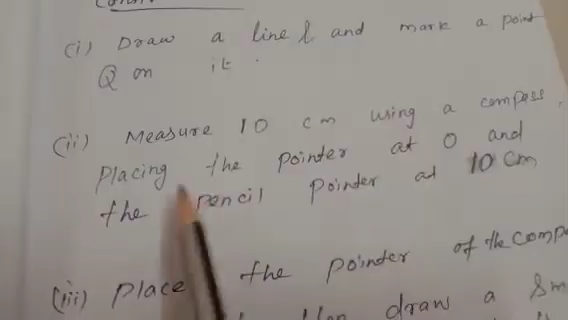 (i) Draw a line l and mark a point
Q on it.
(ii) Measure 10 cm using a compass,
Placing the pointer at 0 and
the pencil pointer at 10 cm
(iii) Place the pointer of the
draw a